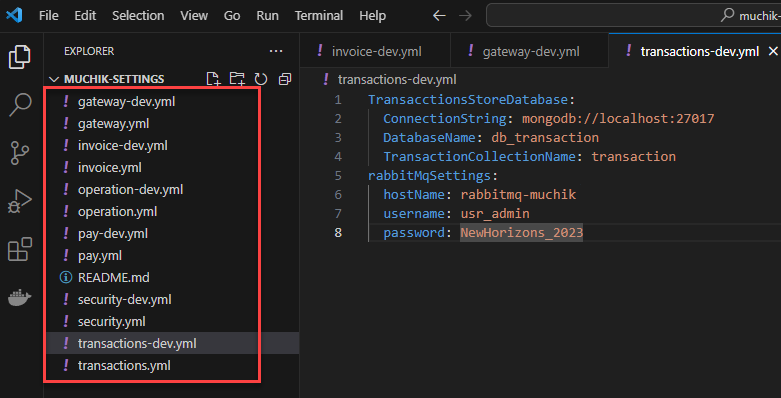 File Edit Selection View Go Run Terminal Help muchik-
EXPLORER ...
MUCHIK-SETTINGS
gateway-dev.yml
gateway.yml
invoice-dev.yml
invoice.yml
operation-dev.yml
operation.yml
pay-dev.yml
pay.yml
README.md
security-dev.yml
security.yml
transactions-dev.yml
transactions.yml
! invoice-dev.yml ! gateway-dev.yml ! transactions-dev.yml
! transactions-dev.yml
1 TransacctionsStoreDatabase:
2 ConnectionString: mongodb://localhost:27017
3 DatabaseName: db_transaction
4 TransactionCollectionName: transaction
5 rabbitMqSettings:
6 hostName: rabbitmq-muchik
7 username: usr_admin
8 password: NewHorizons_2023